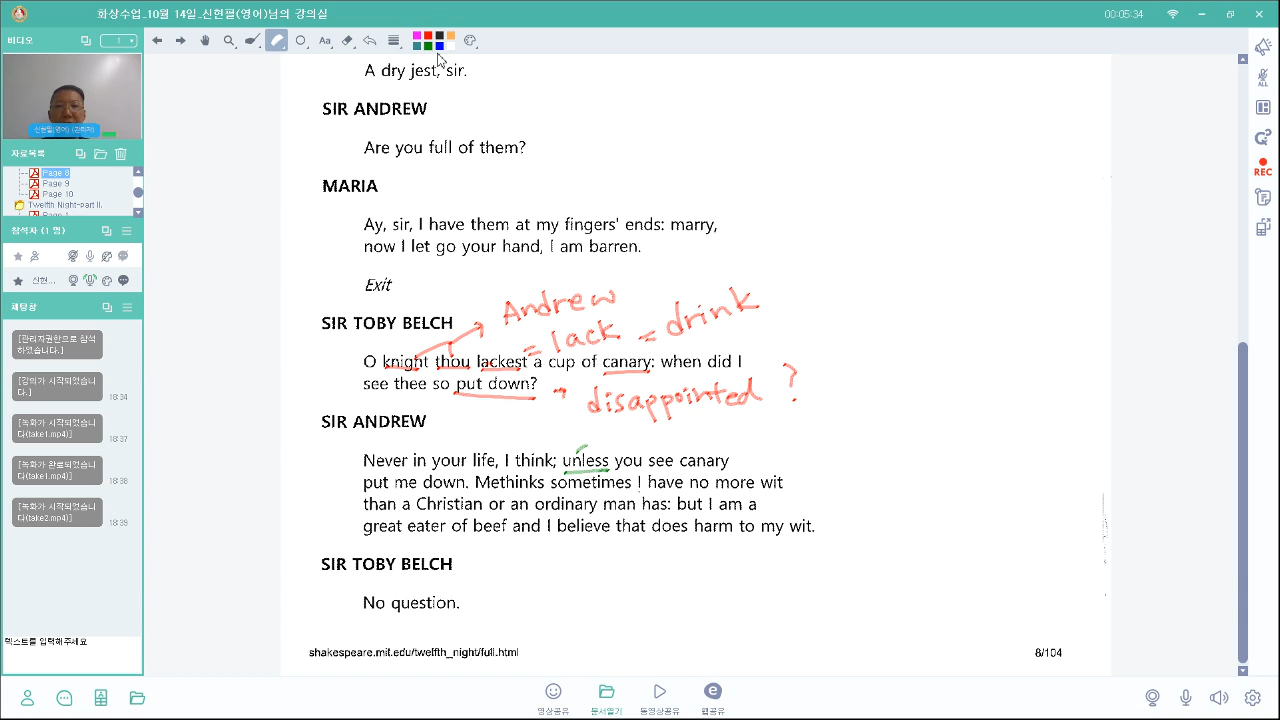 화상수업_10월 14일_신현필(영어)님의 강의실
00:05:34
비디오
1
신현필(영어) (관리자)
자료목록
Page 8
Page 9
Page 10
Twelfth Night-part II.
참석자 (1 명)
신현...
채팅창
[관리자권한으로 참석하였습니다.]
[강의가 시작되었습니다.]
18:34
[녹화가 시작되었습니다(take1.mp4)
18:37
[녹화가 완료되었습니다(take1.mp4)
18:38
[녹화가 시작되었습니다(take2.mp4)
18:39
텍스트를 입력해주세요
Aa
ALL
REC
A dry jest, sir.
SIR ANDREW
Are you full of them?
MARIA
Ay, sir, I have them at my fingers' ends: marry,
now I let go your hand, I am barren.
Exit
Andrew
SIR TOBY BELCH
= lack = drink
O knight thou lackest a cup of canary: when did I
see thee so put down?
disappointed ?
SIR ANDREW
Never in your life, I think; unless you see canary
put me down. Methinks sometimes I have no more wit
than a Christian or an ordinary man has: but I am a
great eater of beef and I believe that does harm to my wit.
SIR TOBY BELCH
No question.
shakespeare.mit.edu/twelfth_night/full.html
8/104
영상공유
문서열기
동영상공유
웹공유